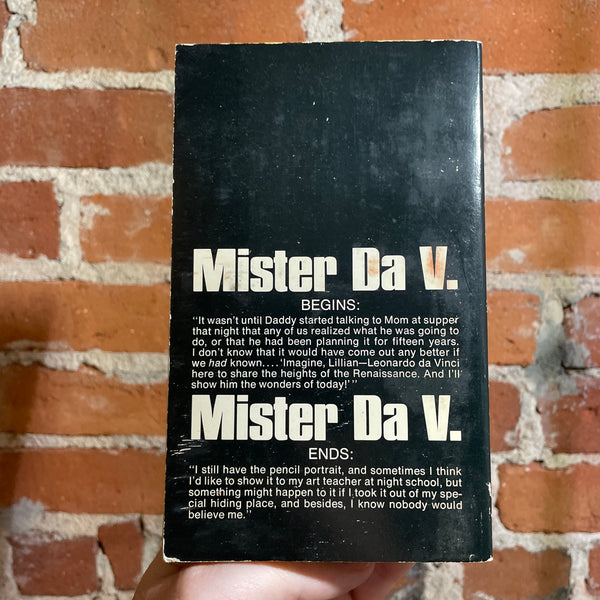 Mister Da V.
BEGINS:
"It wasn't until Daddy started talking to Mom at supper
that night that any of us realized what he was going to
do, or that he had been planning it for fifteen years.
I don't know that it would have come out any better if
we had known....'Imagine, Lillian—Leonardo da Vinci
here to share the heights of the Renaissance. And I'll
show him the wonders of today!'"
Mister Da V.
ENDS:
"I still have the pencil portrait, and sometimes I think
I'd like to show it to my art teacher at night school, but
something might happen to it if I took it out of my spe-
cial hiding place, and besides, I know nobody would
believe me."